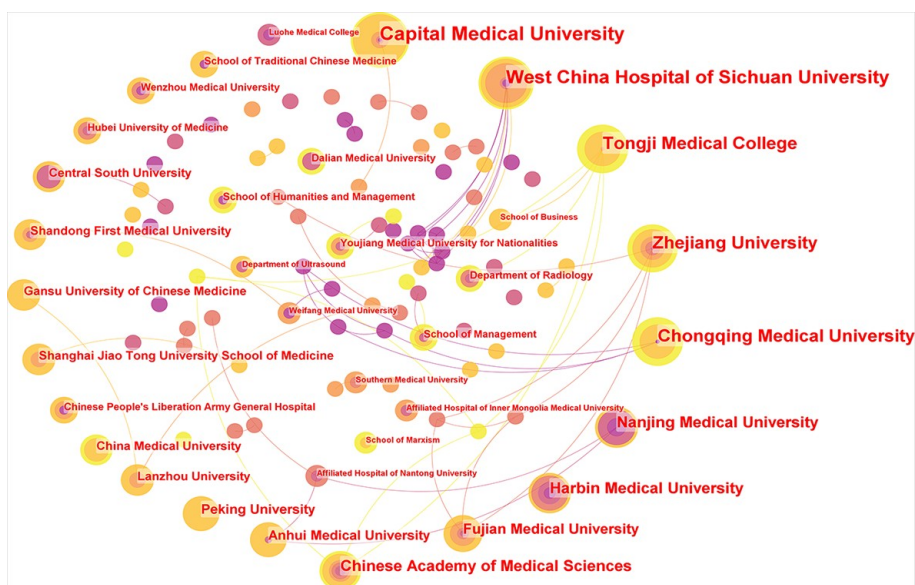 Luohe Medical College
Capital Medical University
School of Traditional Chinese Medicine
West China Hospital of Sichuan University
Wenzhou Medical University
Hubei University of Medicine
Tongji Medical College
Dalian Medical University
Central South University
School of Humanities and Management
School of Business
Shandong First Medical University
Youjiang Medical University for Nationalities
Zhejiang University
Department of Ultrasound
Department of Radiology
Gansu University of Chinese Medicine
Weifang Medical University
School of Management
Chongqing Medical University
Shanghai Jiao Tong University School of Medicine
Southern Medical University
Chinese People's Liberation Army General Hospital
Affiliated Hospital of Inner Mongolia Medical University
Nanjing Medical University
School of Marxism
China Medical University
Affiliated Hospital of Nantong University
Lanzhou University
Harbin Medical University
Peking University
Fujian Medical University
Anhui Medical University
Chinese Academy of Medical Sciences